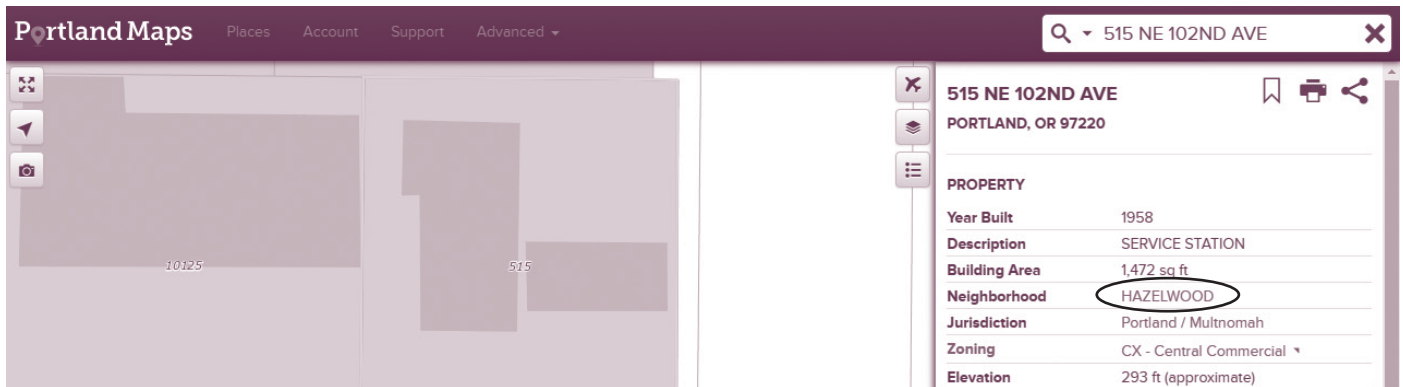 Portland Maps Places Account Support Advanced 515 NE 102ND AVE
10125
515
515 NE 102ND AVE
PORTLAND, OR 97220
PROPERTY
Year Built 1958
Description SERVICE STATION
Building Area 1,472 sq ft
Neighborhood HAZELWOOD
Jurisdiction Portland / Multnomah
Zoning CX - Central Commercial
Elevation 293 ft (approximate)